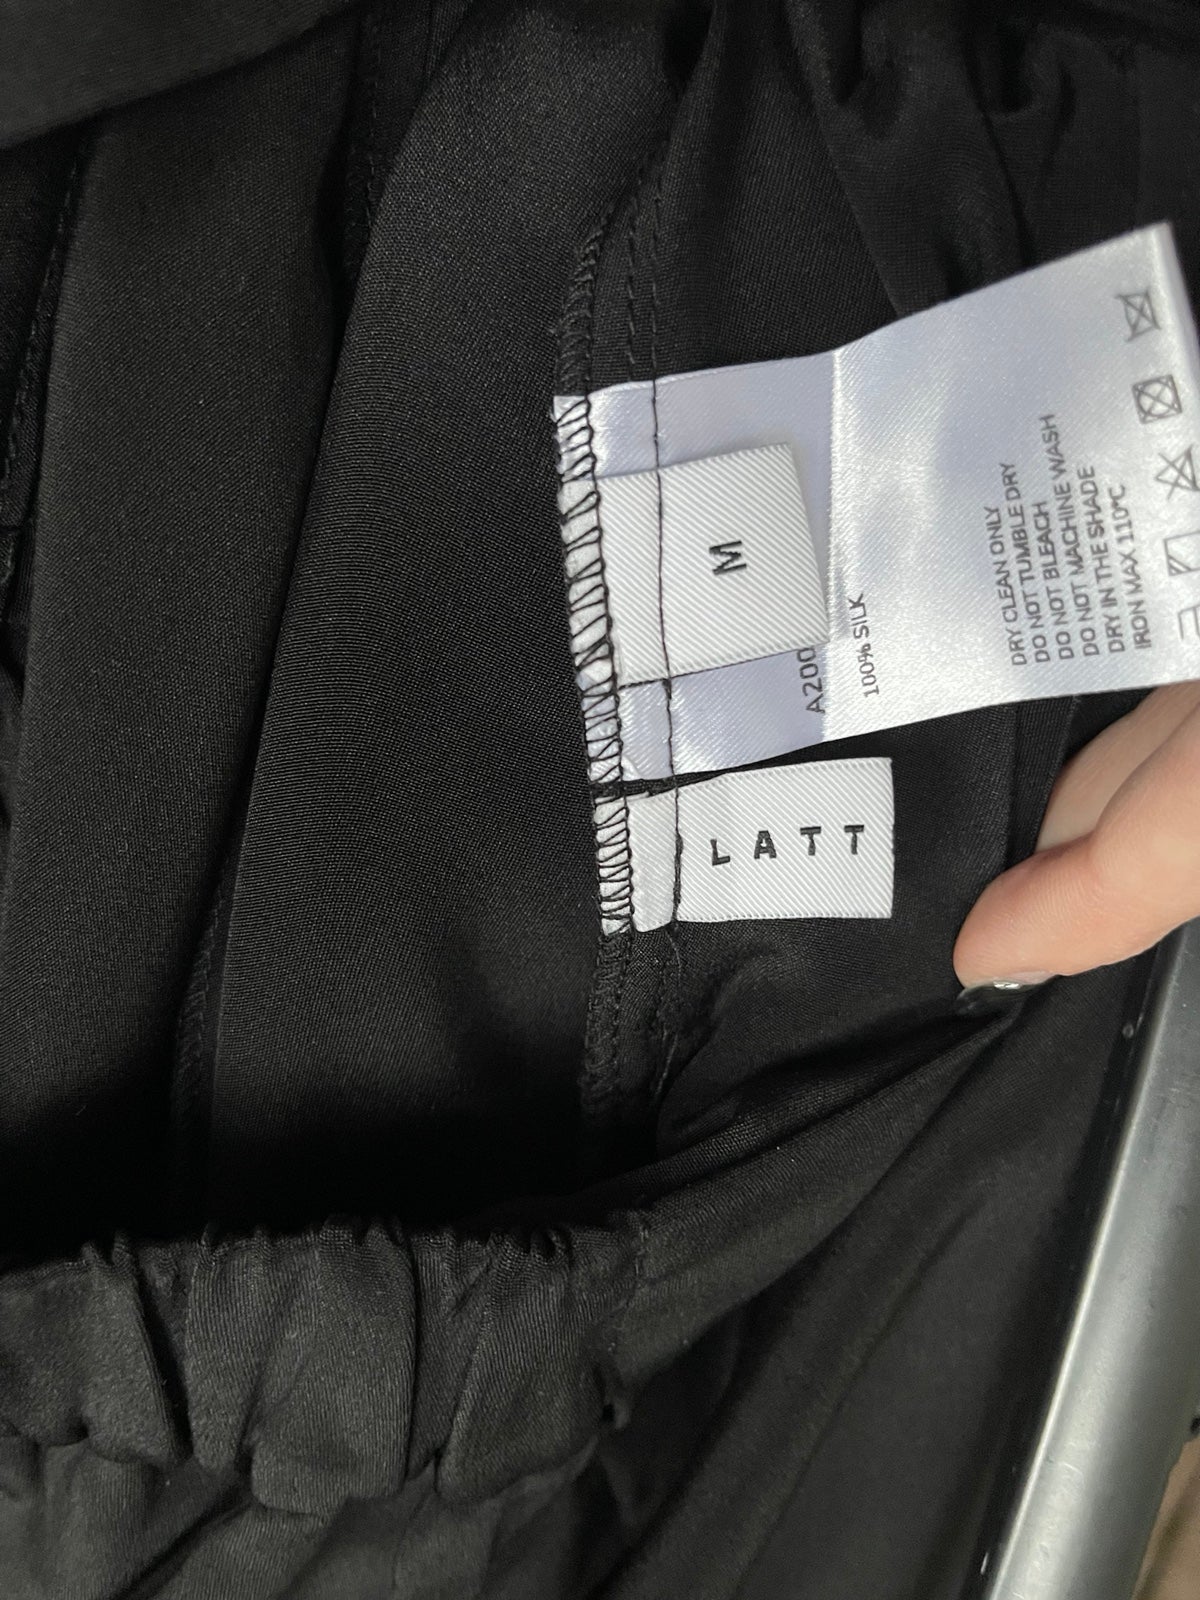 M
A200
100% SILK
DRY CLEAN ONLY
DO NOT TUMBLE DRY
DO NOT BLEACH
DO NOT MACHINE WASH
DRY IN THE SHADE
IRON MAX 110°C
LATT